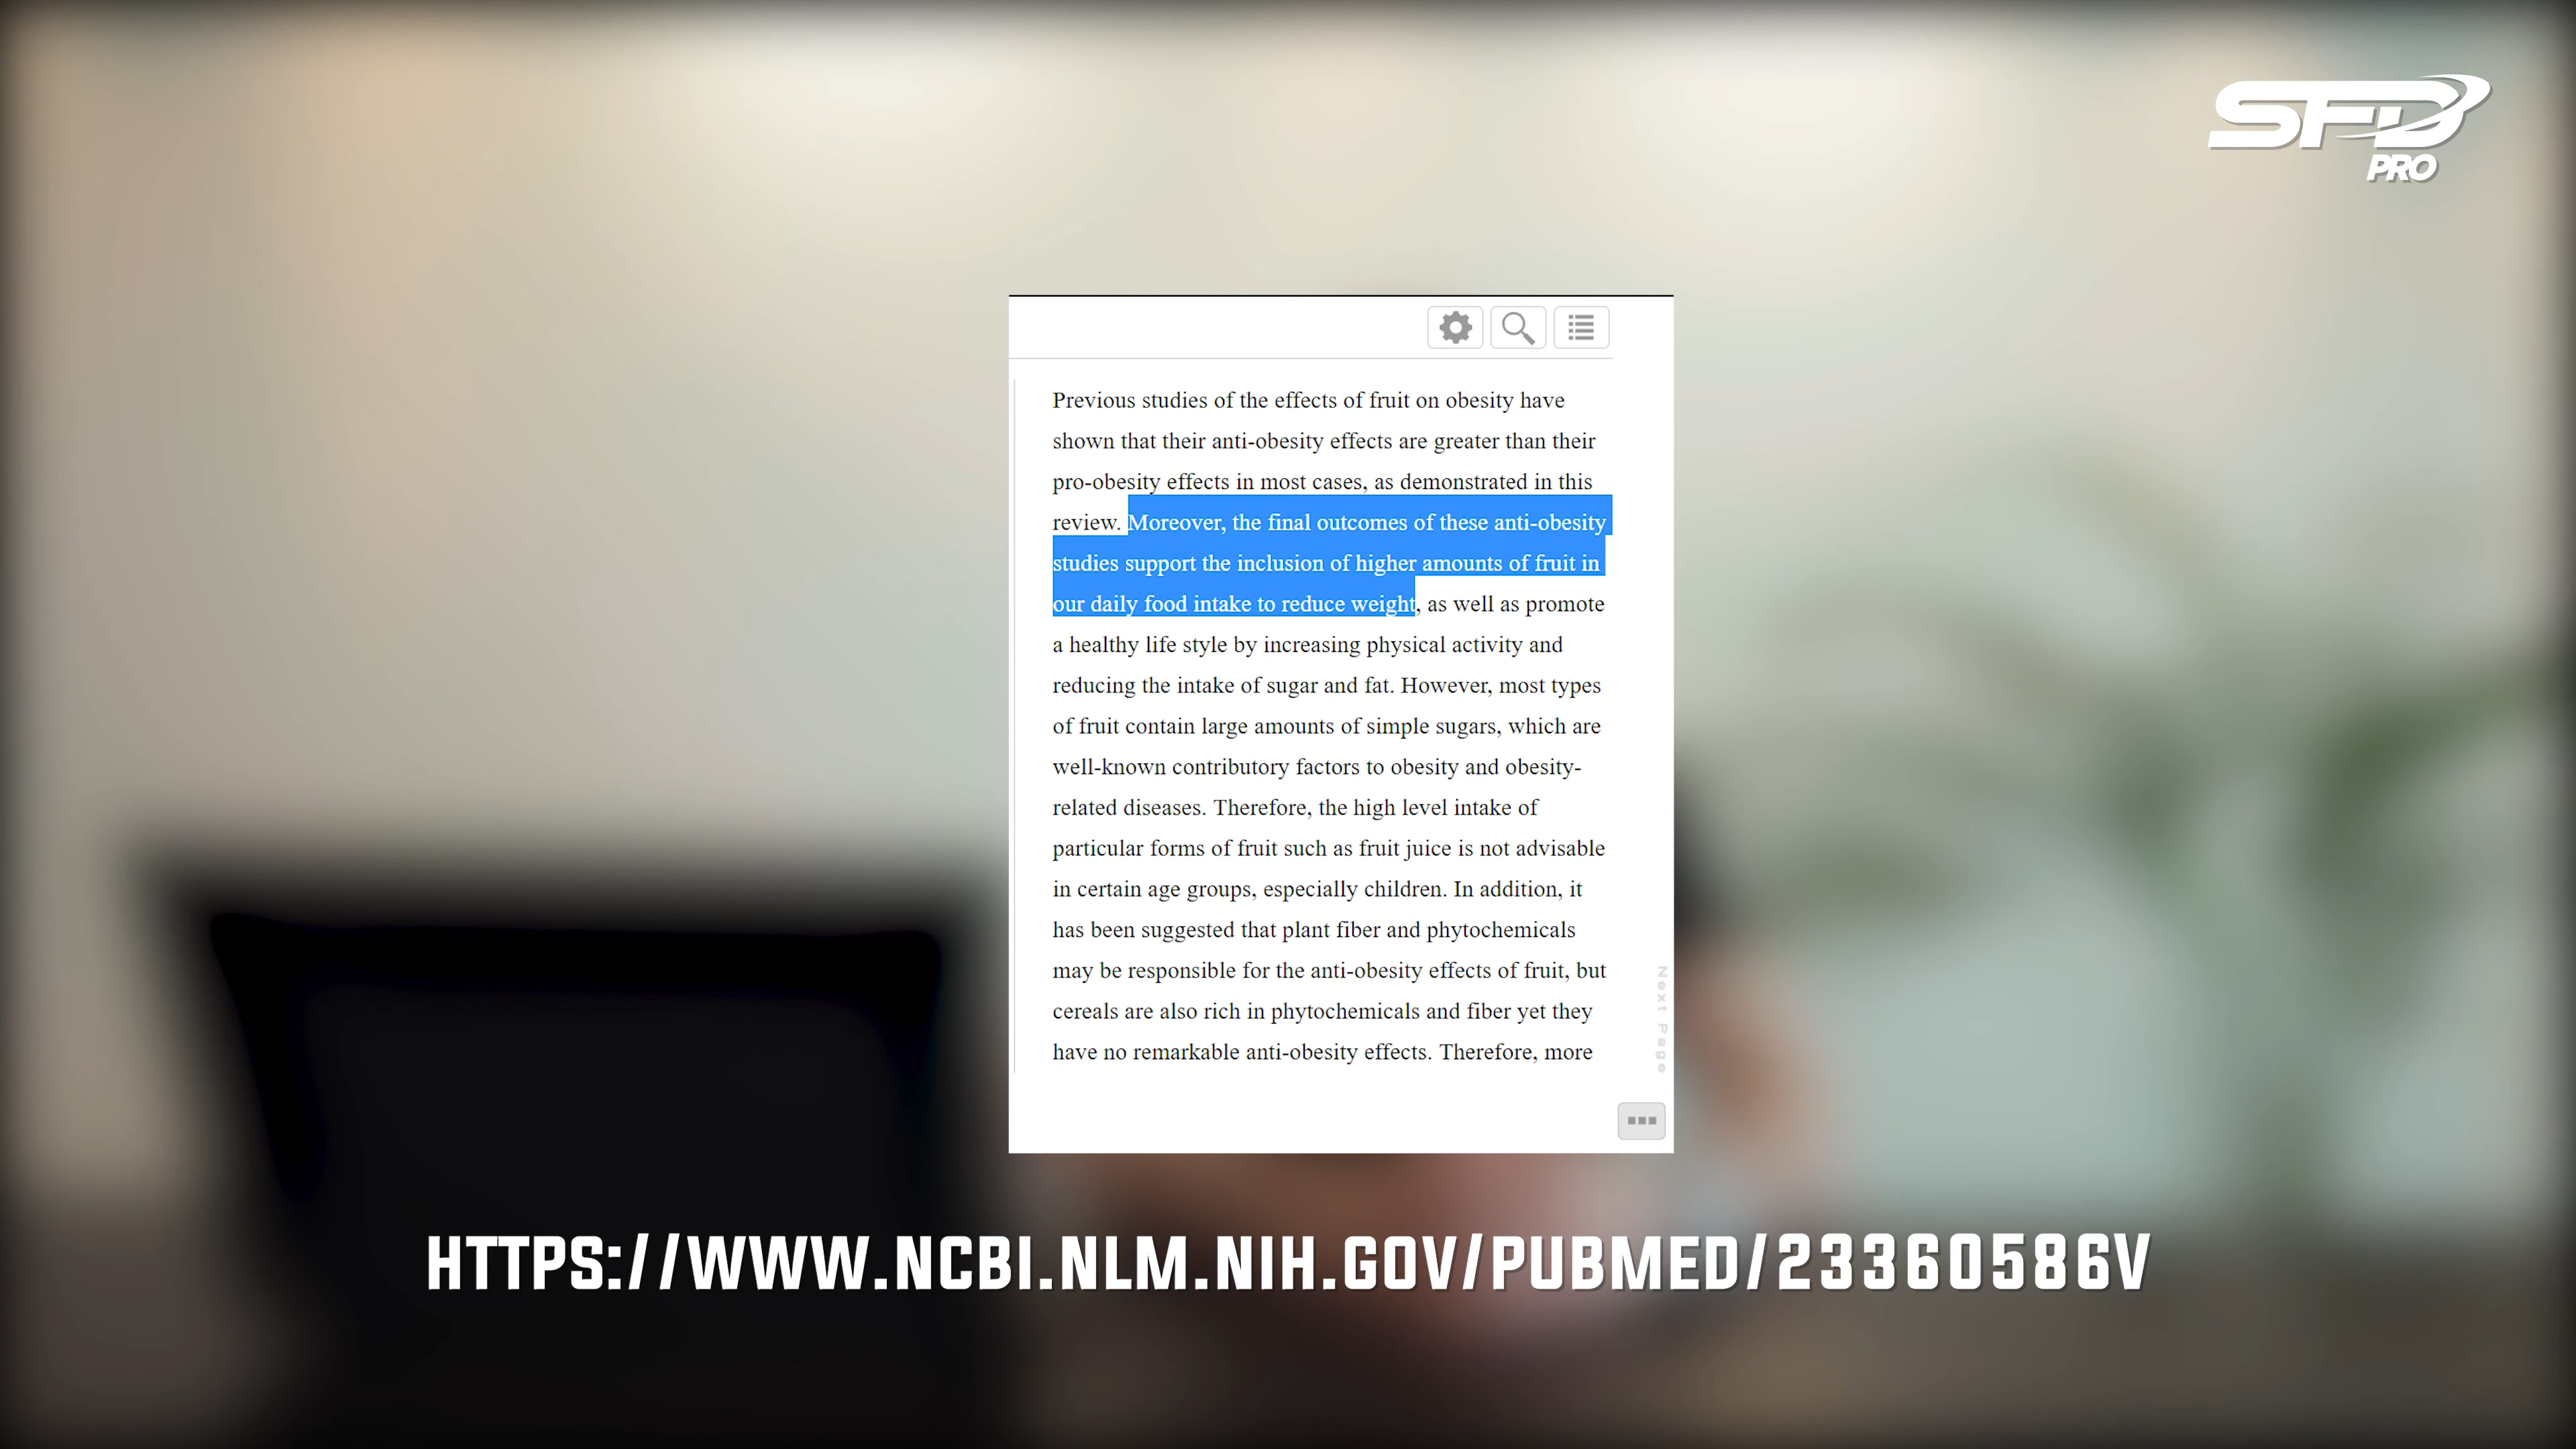 SFD
PRO
Previous studies of the effects of fruit on obesity have
shown that their anti-obesity effects are greater than their
pro-obesity effects in most cases, as demonstrated in this
review. Moreover, the final outcomes of these anti-obesity
studies support the inclusion of higher amounts of fruit in
our daily food intake to reduce weight, as well as promote
a healthy life style by increasing physical activity and
reducing the intake of sugar and fat. However, most types
of fruit contain large amounts of simple sugars, which are
well-known contributory factors to obesity and obesity-
related diseases. Therefore, the high level intake of
particular forms of fruit such as fruit juice is not advisable
in certain age groups, especially children. In addition, it
has been suggested that plant fiber and phytochemicals
may be responsible for the anti-obesity effects of fruit, but
cereals are also rich in phytochemicals and fiber yet they
have no remarkable anti-obesity effects. Therefore, more
Next Page
HTTPS://WWW.NCBI.NLM.NIH.GOV/PUBMED/23360586V